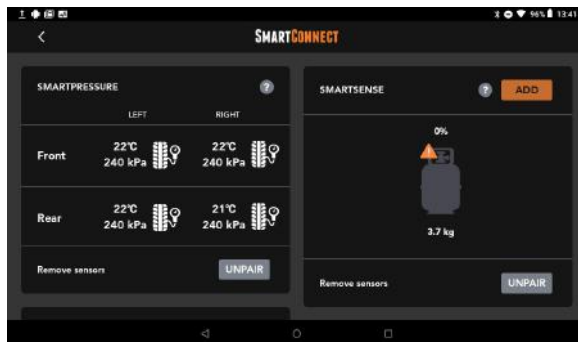 96% 13:41
SMARTCONNECT
SMARTPRESSURE
LEFT RIGHT
Front 22°C 240 kPa 22°C 240 kPa
Rear 22°C 240 kPa 21°C 240 kPa
Remove sensors UNPAIR
SMARTSENSE ADD
0%
3.7 kg
Remove sensors UNPAIR